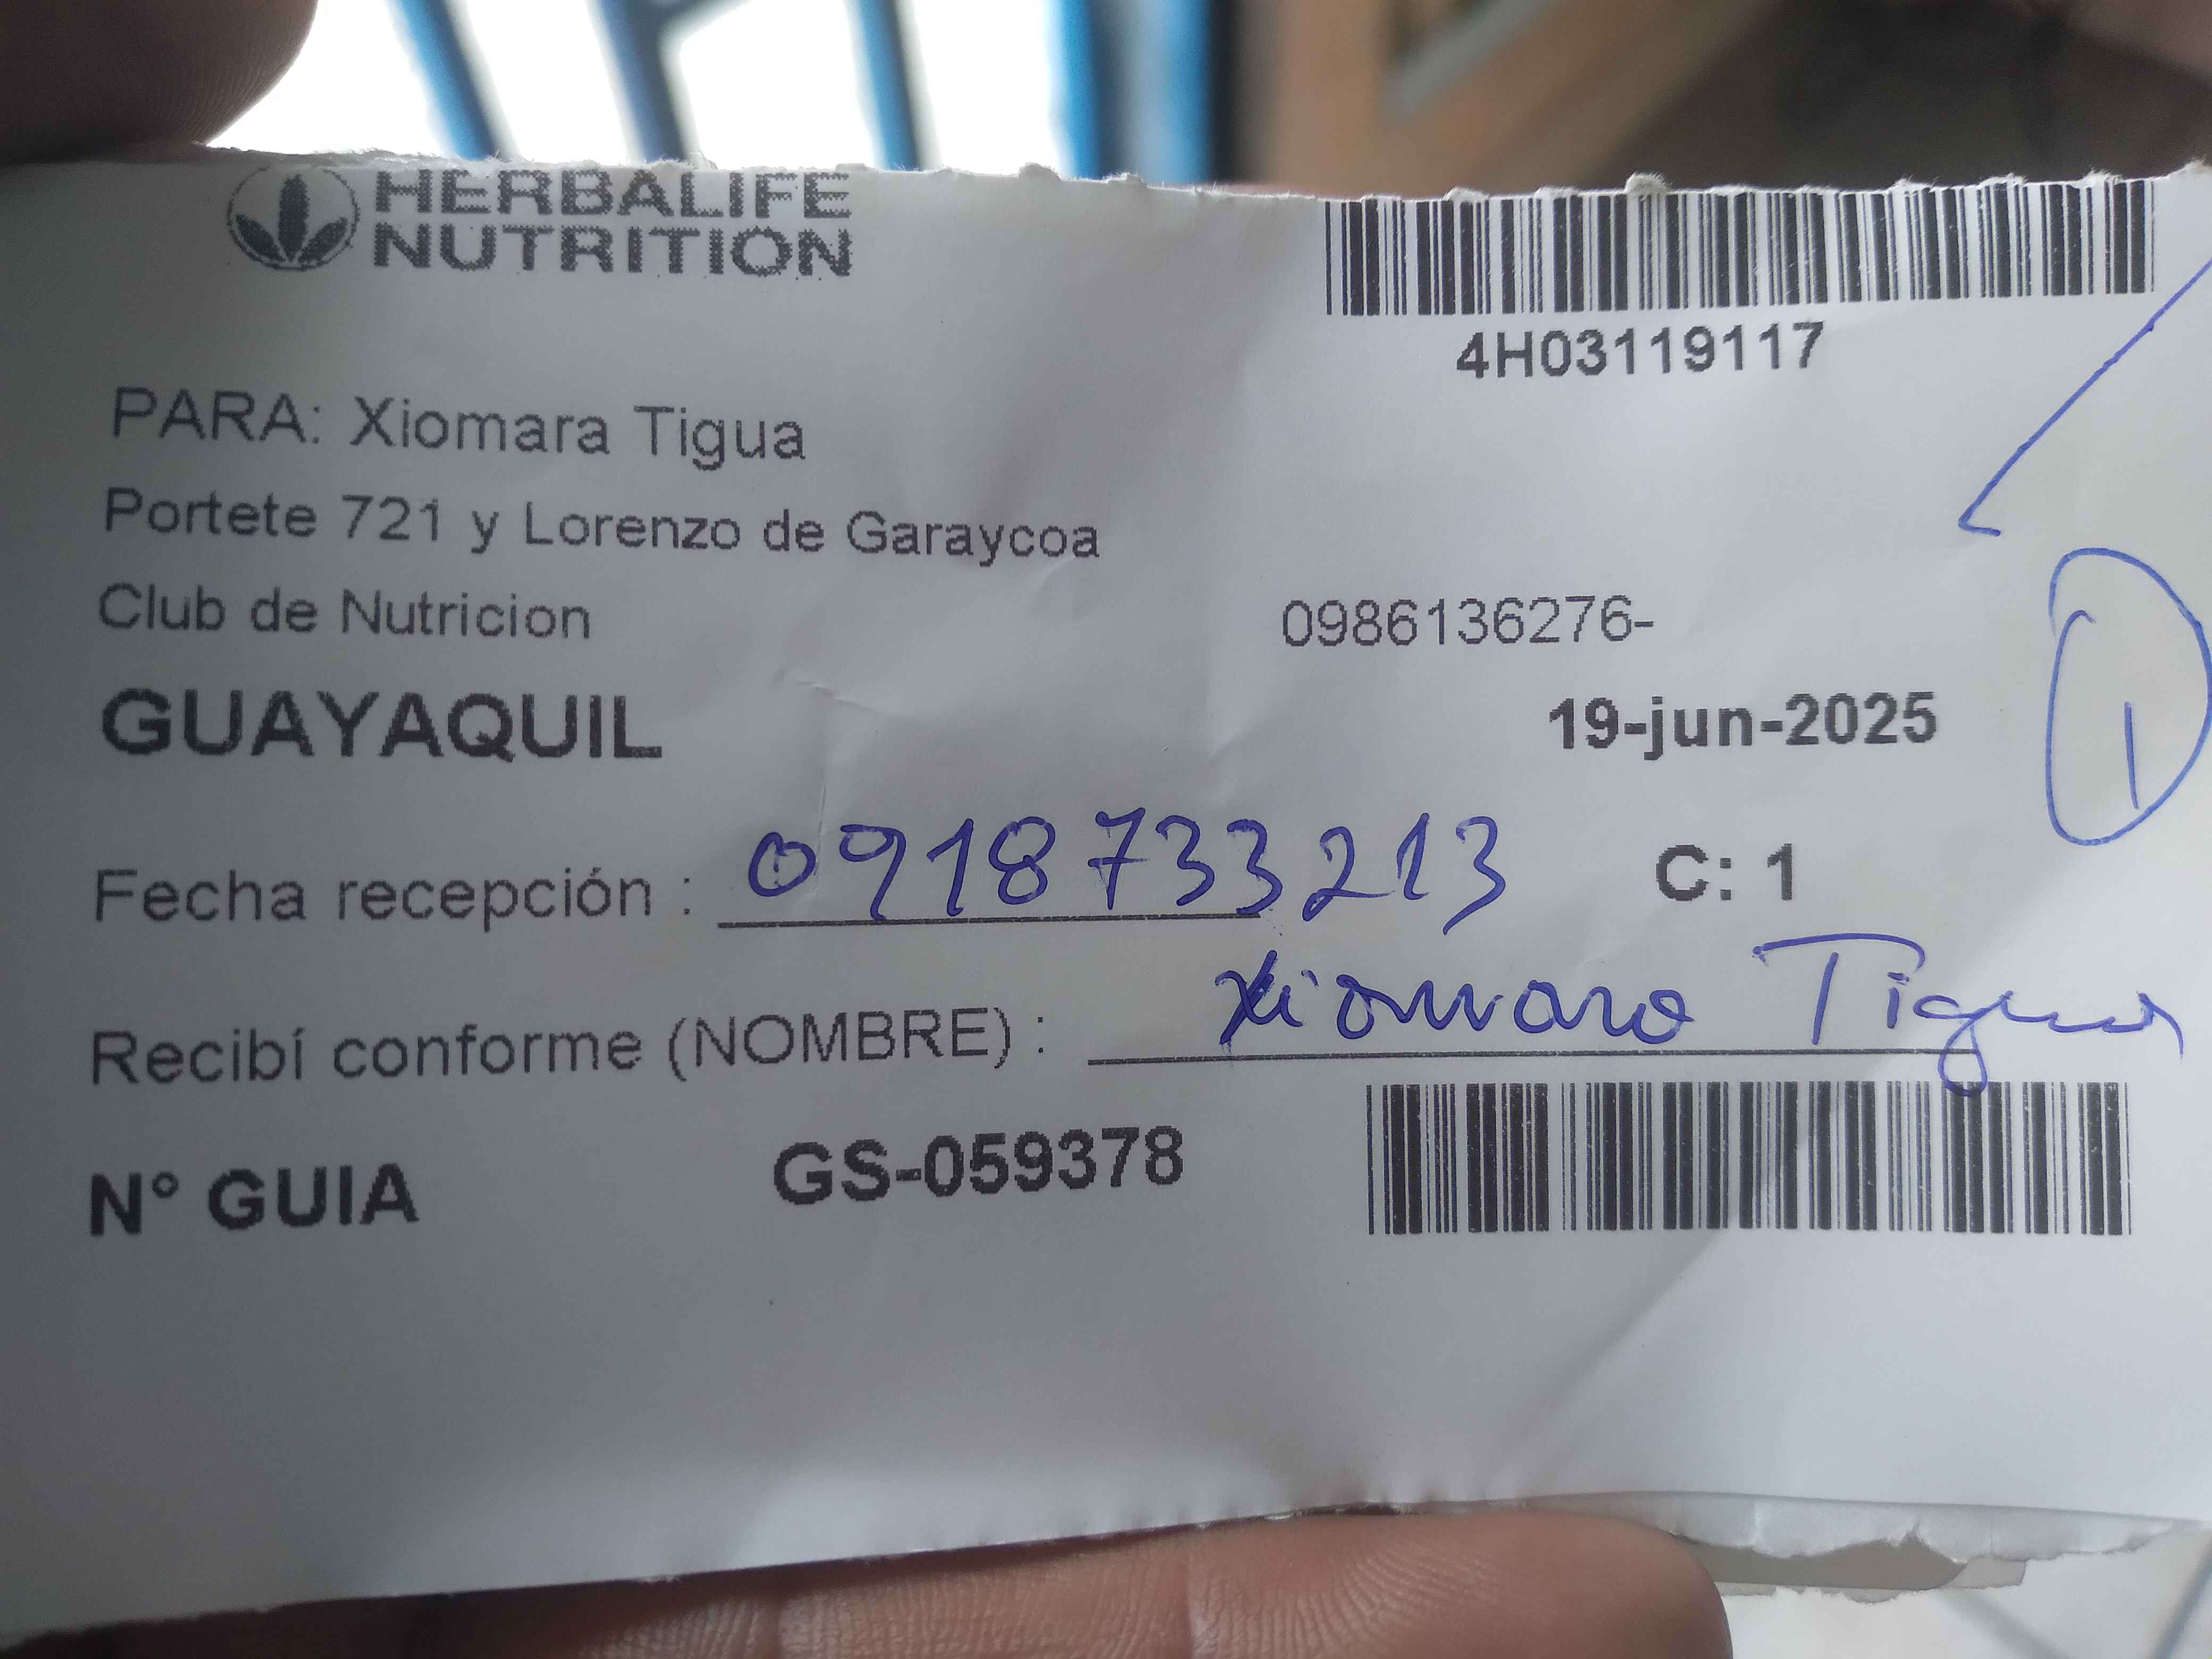 HERBALIFE
NUTRITION
4H03119117
PARA: Xiomara Tigua
Portete 721 y Lorenzo de Garaycoa
Club de Nutricion
0986136276-
GUAYAQUIL
19-jun-2025
1
Fecha recepción : 0918733213
C: 1
Recibí conforme (NOMBRE) : Xiomara Tigua
N° GUIA GS-059378